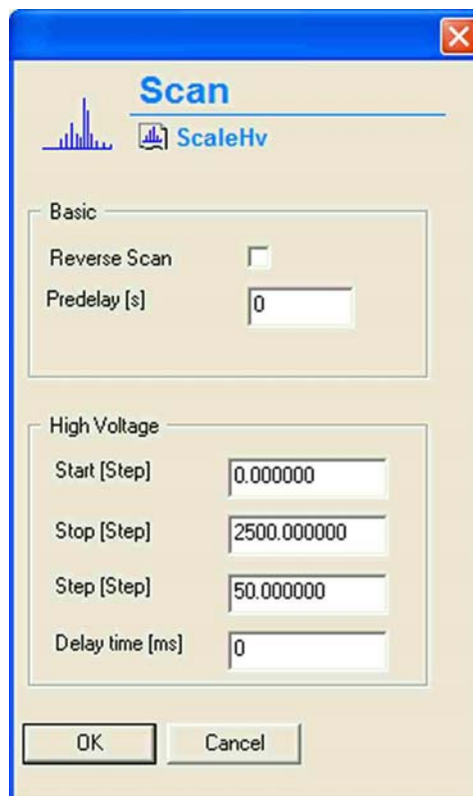 Scan
ScaleHv
Basic
Reverse Scan
Predelay [s] 0
High Voltage
Start [Step] 0.000000
Stop [Step] 2500.000000
Step [Step] 50.000000
Delay time [ms] 0
OK Cancel